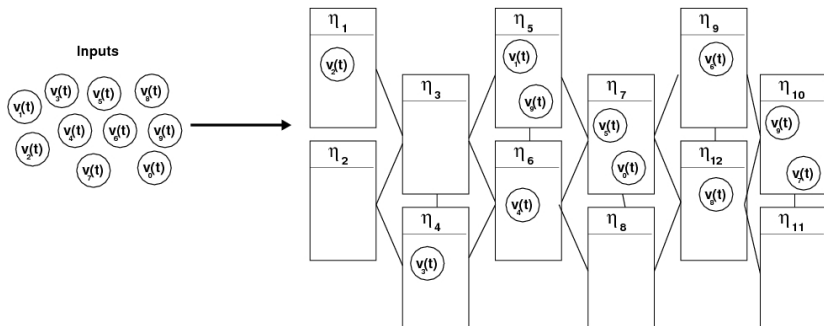 Inputs
v₃(t)
v₅(t)
v₈(t)
v₁(t)
v₄(t)
v₆(t)
v₉(t)
v₂(t)
v₇(t)
v₀(t)
η₁
v₂(t)
η₂
η₃
η₄
v₃(t)
η₅
v₁(t)
v₉(t)
η₆
v₄(t)
η₇
v₅(t)
v₀(t)
η₈
η₉
v₆(t)
η₁₂
v₈(t)
η₁₀
v₉(t)
v₇(t)
η₁₁